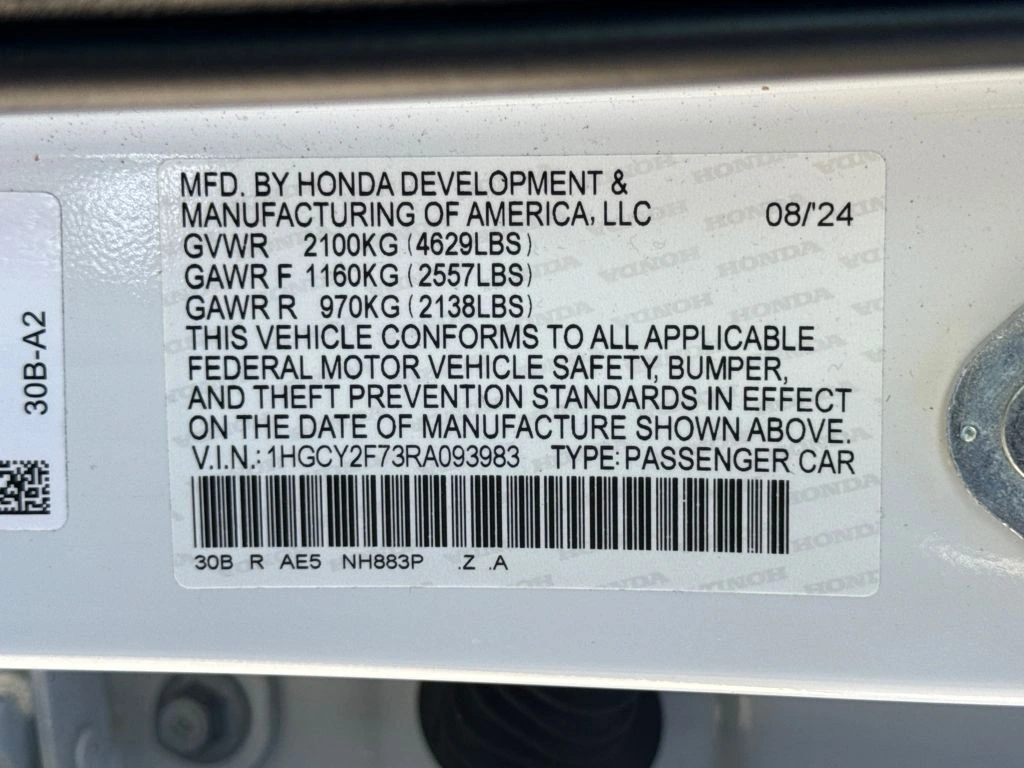 MFD. BY HONDA DEVELOPMENT &
MANUFACTURING OF AMERICA, LLC 08/'24
GVWR 2100KG (4629LBS)
GAWR F 1160KG (2557LBS)
GAWR R 970KG (2138LBS)
THIS VEHICLE CONFORMS TO ALL APPLICABLE
FEDERAL MOTOR VEHICLE SAFETY, BUMPER,
AND THEFT PREVENTION STANDARDS IN EFFECT
ON THE DATE OF MANUFACTURE SHOWN ABOVE.
V.I.N.: 1HGCY2F73RA093983 TYPE: PASSENGER CAR
30B R AE5 NH883P .Z .A
30B-A2
HONDA